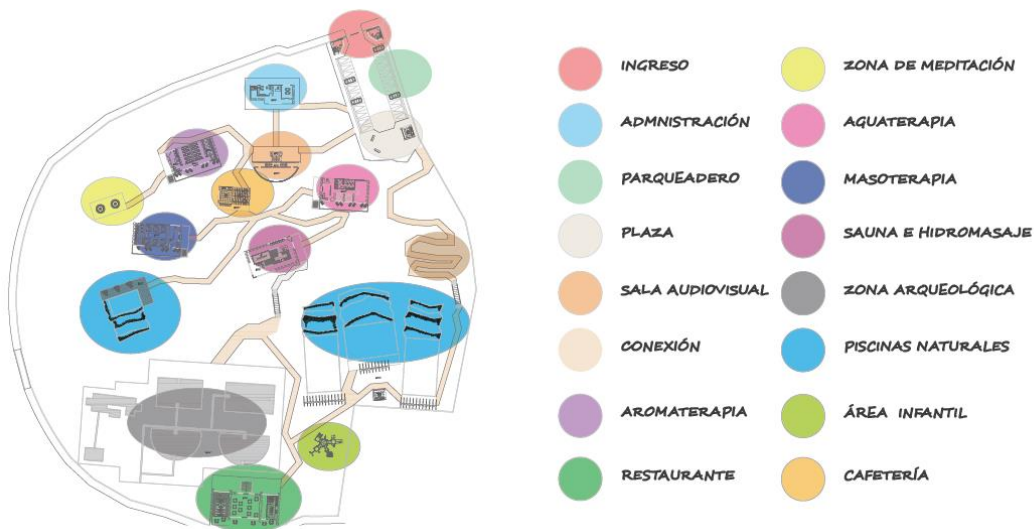 INGRESO
ZONA DE MEDITACIÓN
ADMNISTRACIÓN
AGUATERAPIA
PARQUEADERO
MASOTERAPIA
PLAZA
SAUNA E HIDROMASAJE
SALA AUDIOVISUAL
ZONA ARQUEOLÓGICA
CONEXIÓN
PISCINAS NATURALES
AROMATERAPIA
ÁREA INFANTIL
RESTAURANTE
CAFETERÍA